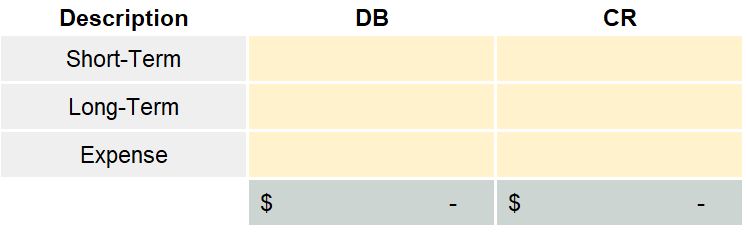 Description DB CR
Short-Term
Long-Term
Expense
$ - $ -